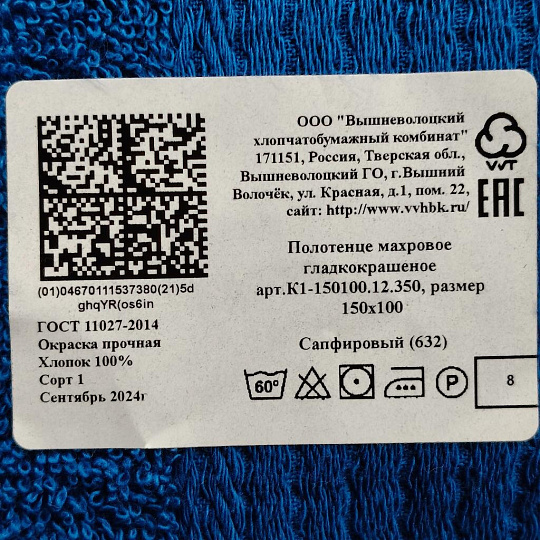 ООО "Вышневолоцкий
хлопчатобумажный комбинат"
171151, Россия, Тверская обл.,
Вышневолоцкий ГО, г.Вышний
Волочёк, ул. Красная, д.1, пом. 22,
сайт: http://www.vvhbk.ru/
VVT
EAC
(01)04670111537380(21)5d
ghqYR(os6in
ГОСТ 11027-2014
Окраска прочная
Хлопок 100%
Сорт 1
Сентябрь 2024г
Полотенце махровое
гладкокрашеное
арт.К1-150100.12.350, размер
150х100
Сапфировый (632)
60° P 8